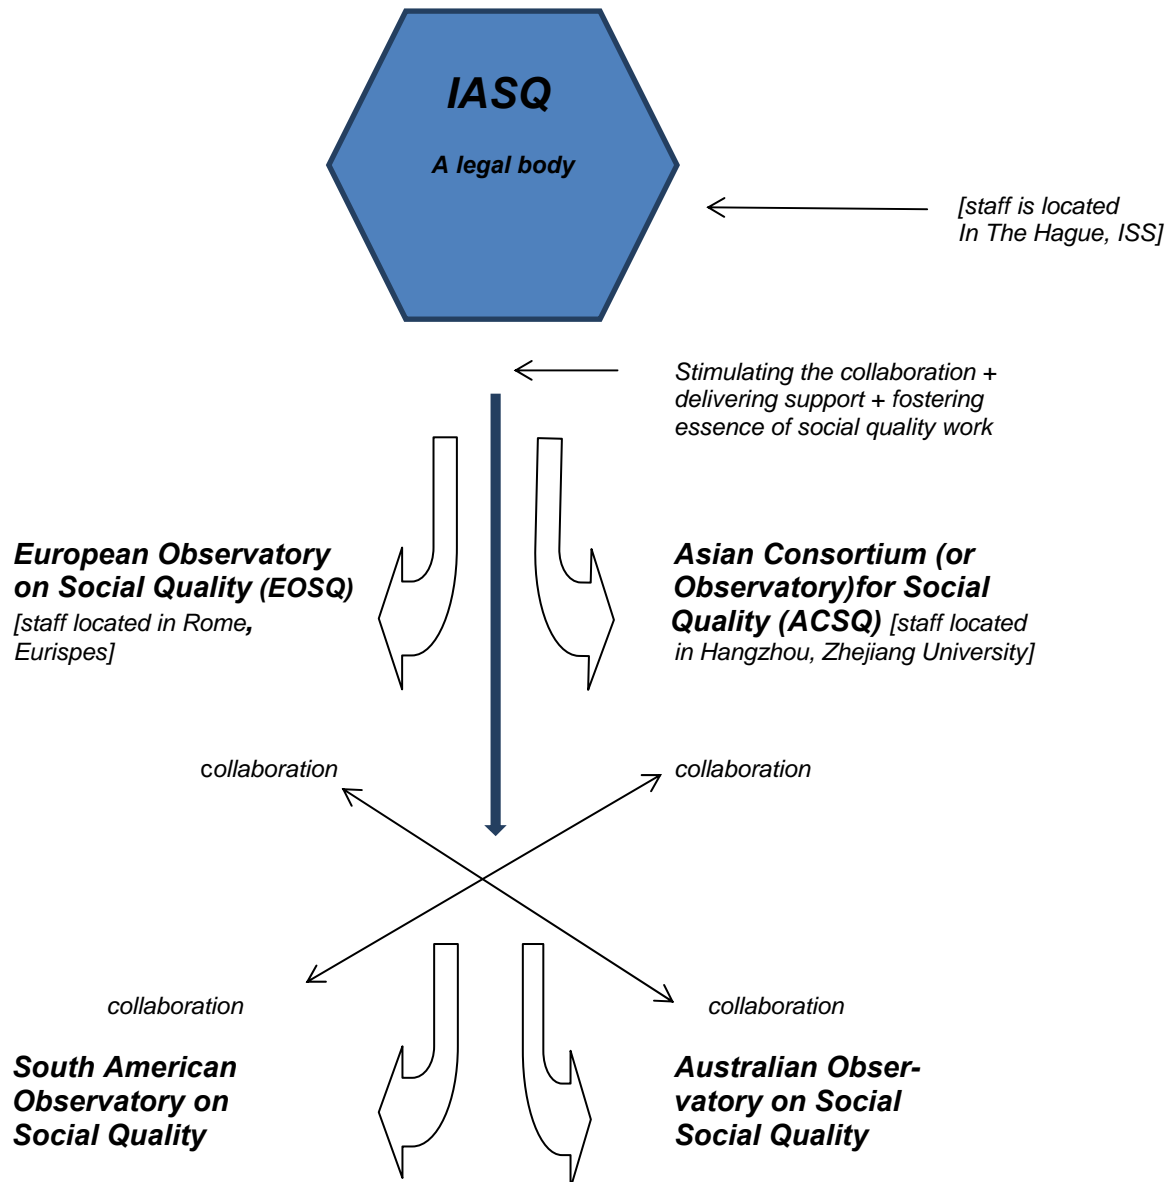 IASQ
A legal body
[staff is located
In The Hague, ISS]
Stimulating the collaboration +
delivering support + fostering
essence of social quality work
European Observatory
on Social Quality (EOSQ)
[staff located in Rome,
Eurispes]
Asian Consortium (or
Observatory)for Social
Quality (ACSQ) [staff located
in Hangzhou, Zhejiang University]
collaboration
collaboration
collaboration
collaboration
South American
Observatory on
Social Quality
Australian Obser-
vatory on Social
Social Quality